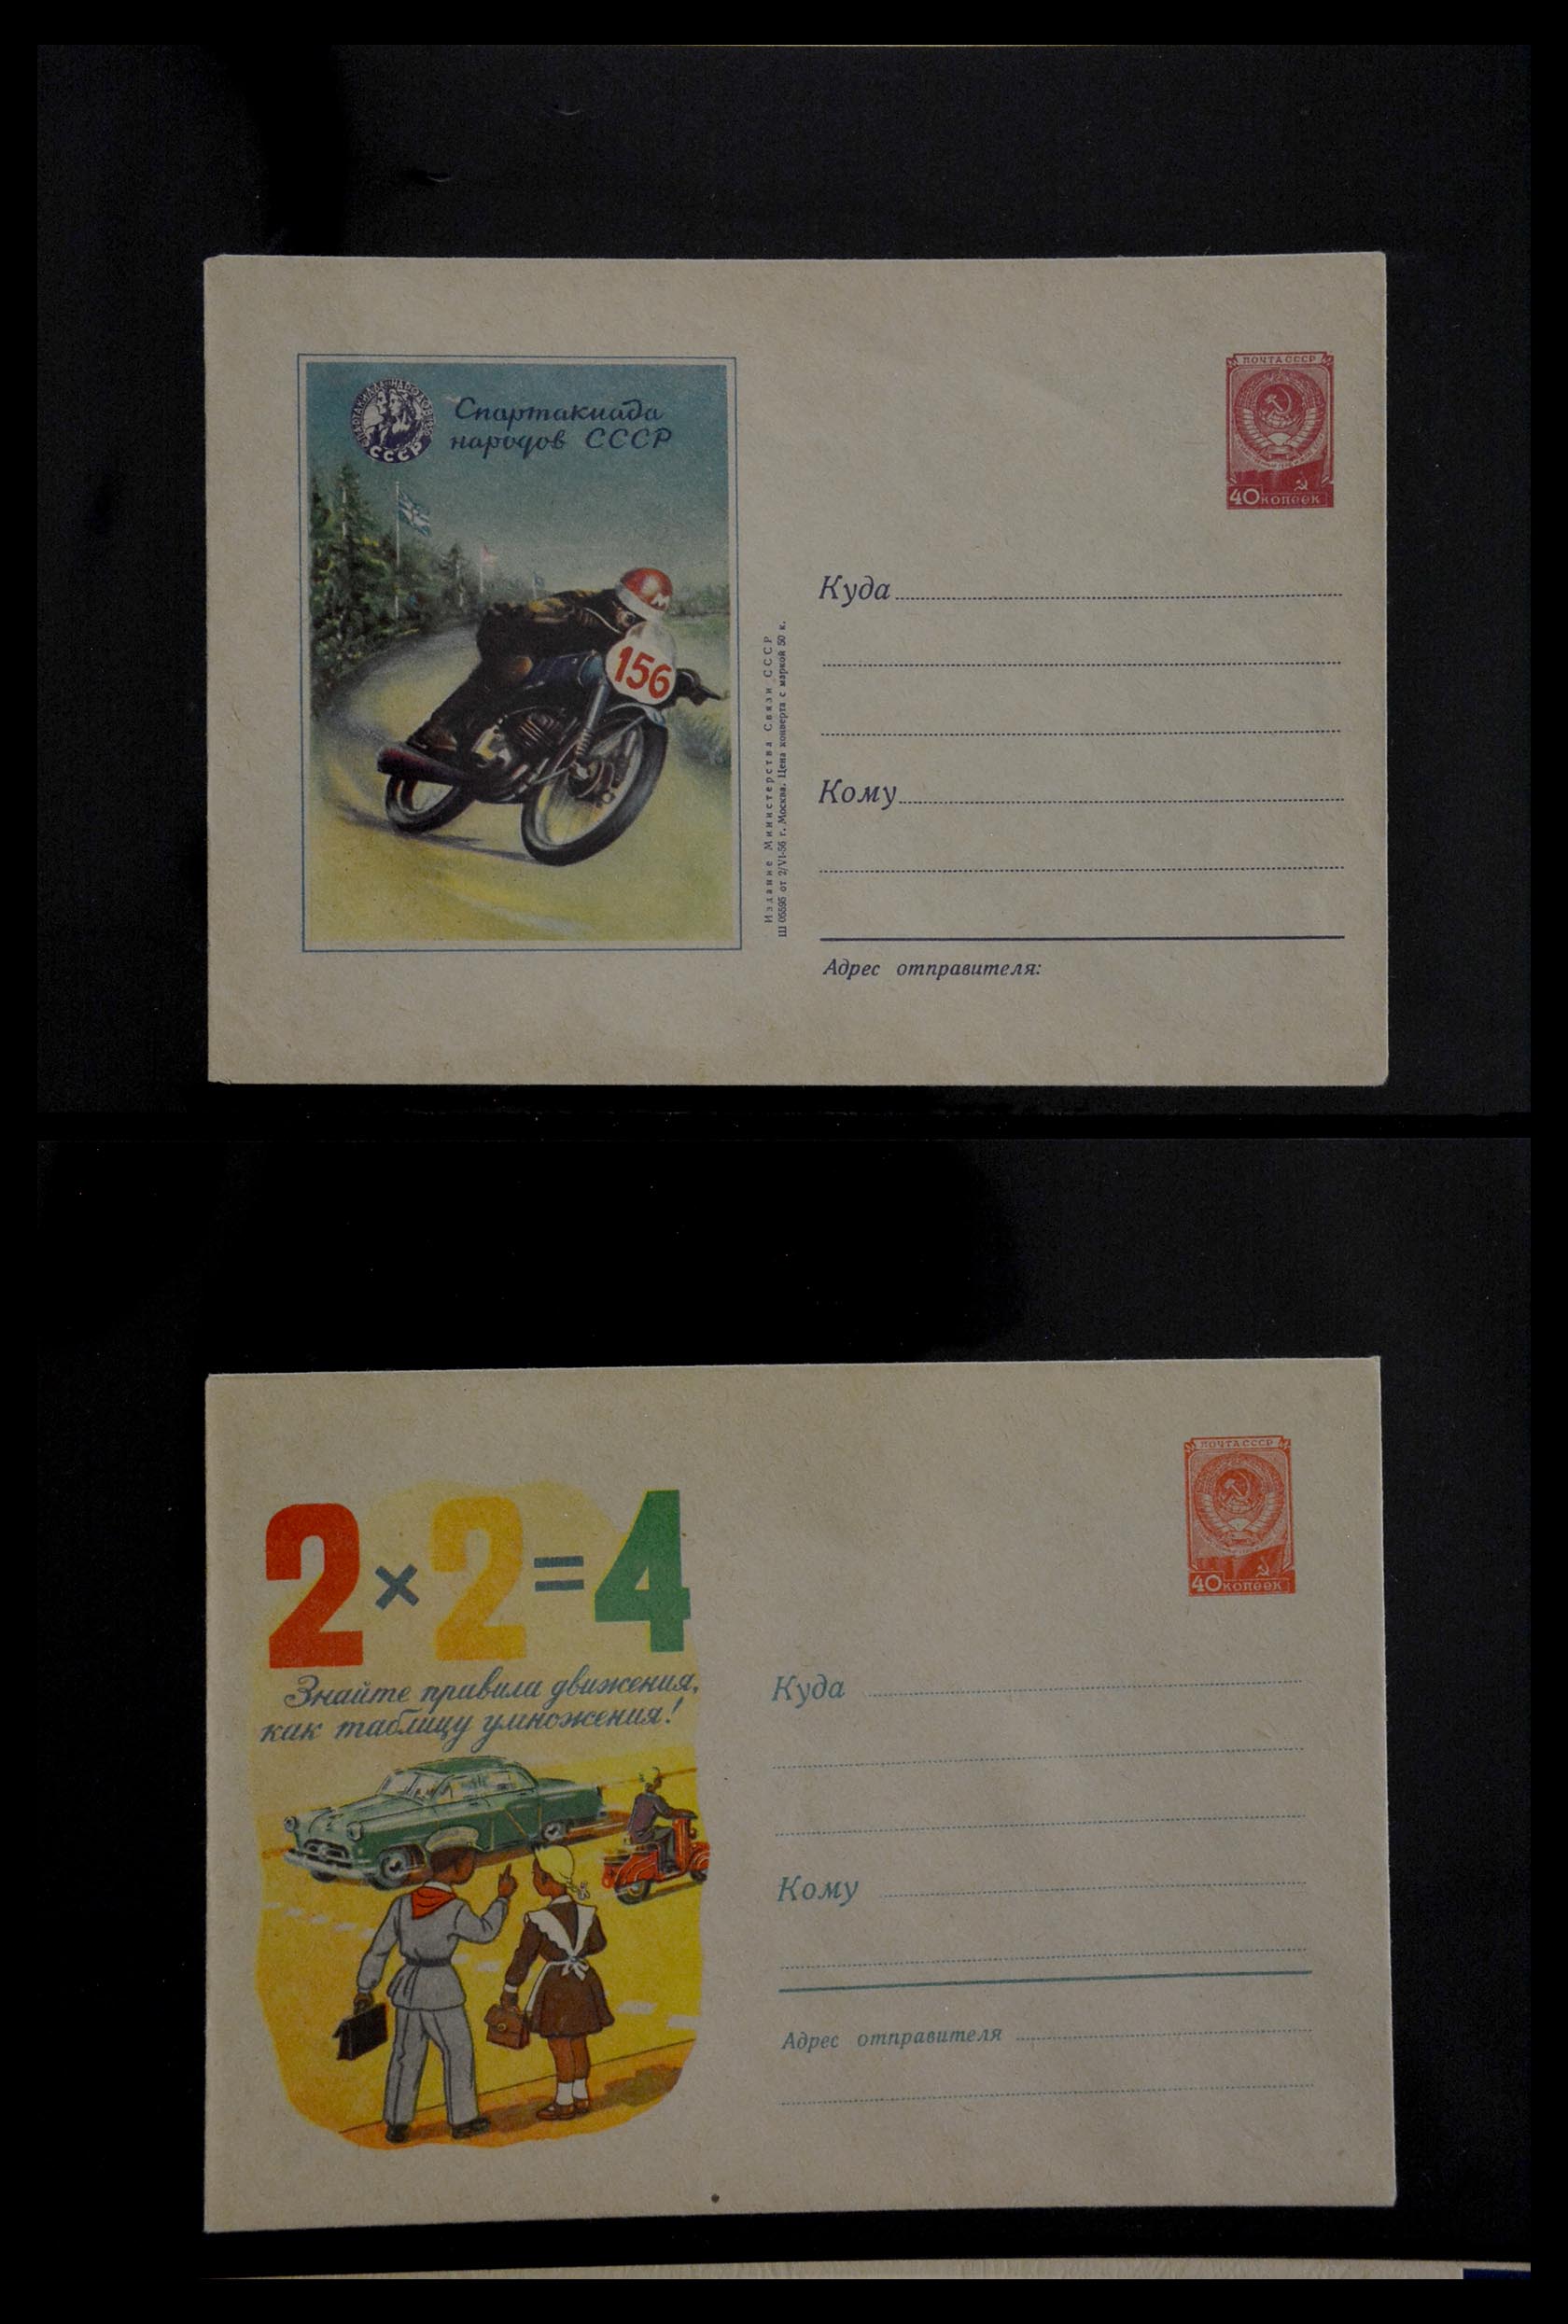 Спартакиада
народов СССР
СССР
156
ПОЧТА СССР
40 КОПЕЕК
Куда
Кому
Адрес отправителя:
Издание Министерства Связи СССР
Ш 05595 от 2/VI-56 г. Москва. Цена конверта с маркой 50 к.
2×2=4
Знайте правила движения,
как таблицу умножения!
ПОЧТА СССР
40 КОПЕЕК
Куда
Кому
Адрес отправителя